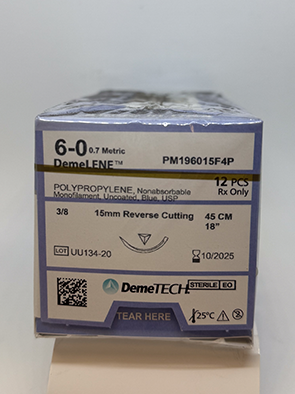 6-0 0.7 Metric
DemeLENE™ PM196015F4P
12 PCS
Rx Only
POLYPROPYLENE, Nonabsorbable
Monofilament, Uncoated, Blue, USP
3/8 15mm Reverse Cutting 45 CM
18"
LOT UU134-20 10/2025
DemeTECH STERILE EO
TEAR HERE 25°C